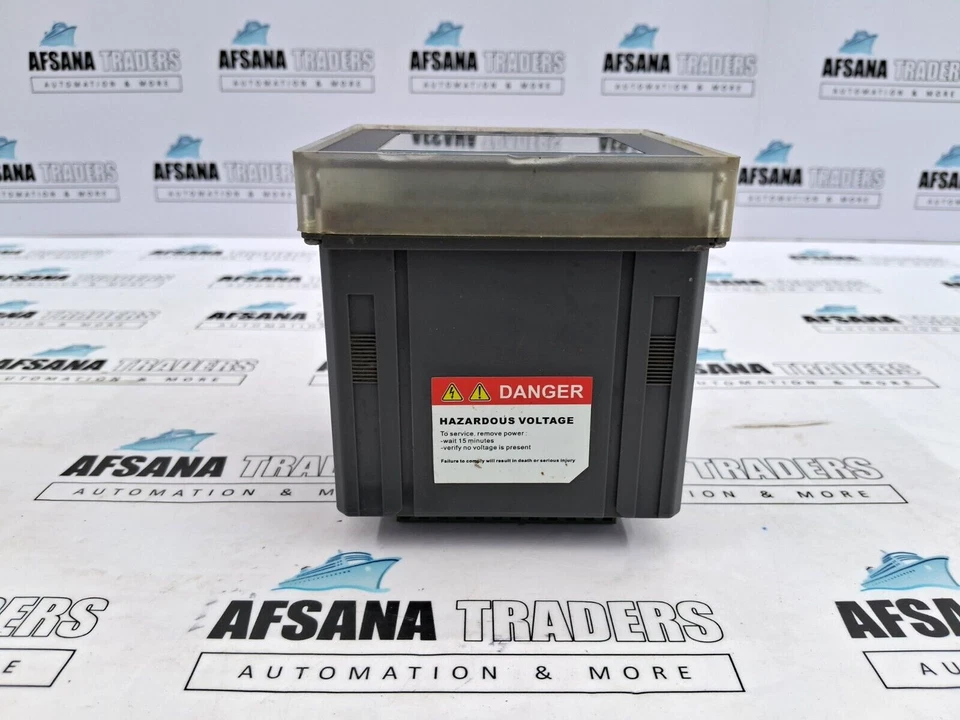 AFSANA TRADERS
AUTOMATION & MORE
AFSANA TRADERS
AUTOMATION & MORE
AFSANA TRADERS
AUTOMATION & MORE
AFSANA TRADERS
AUTOMATION & MORE
AFSANA TRADERS
AUTOMATION & MORE
DANGER
HAZARDOUS VOLTAGE
To service, remove power :
-wait 15 minutes
-verify no voltage is present
Failure to comply will result in death or serious injury
AFSANA TRADERS
AUTOMATION & MORE
AFSANA TRADERS
AUTOMATION & MORE